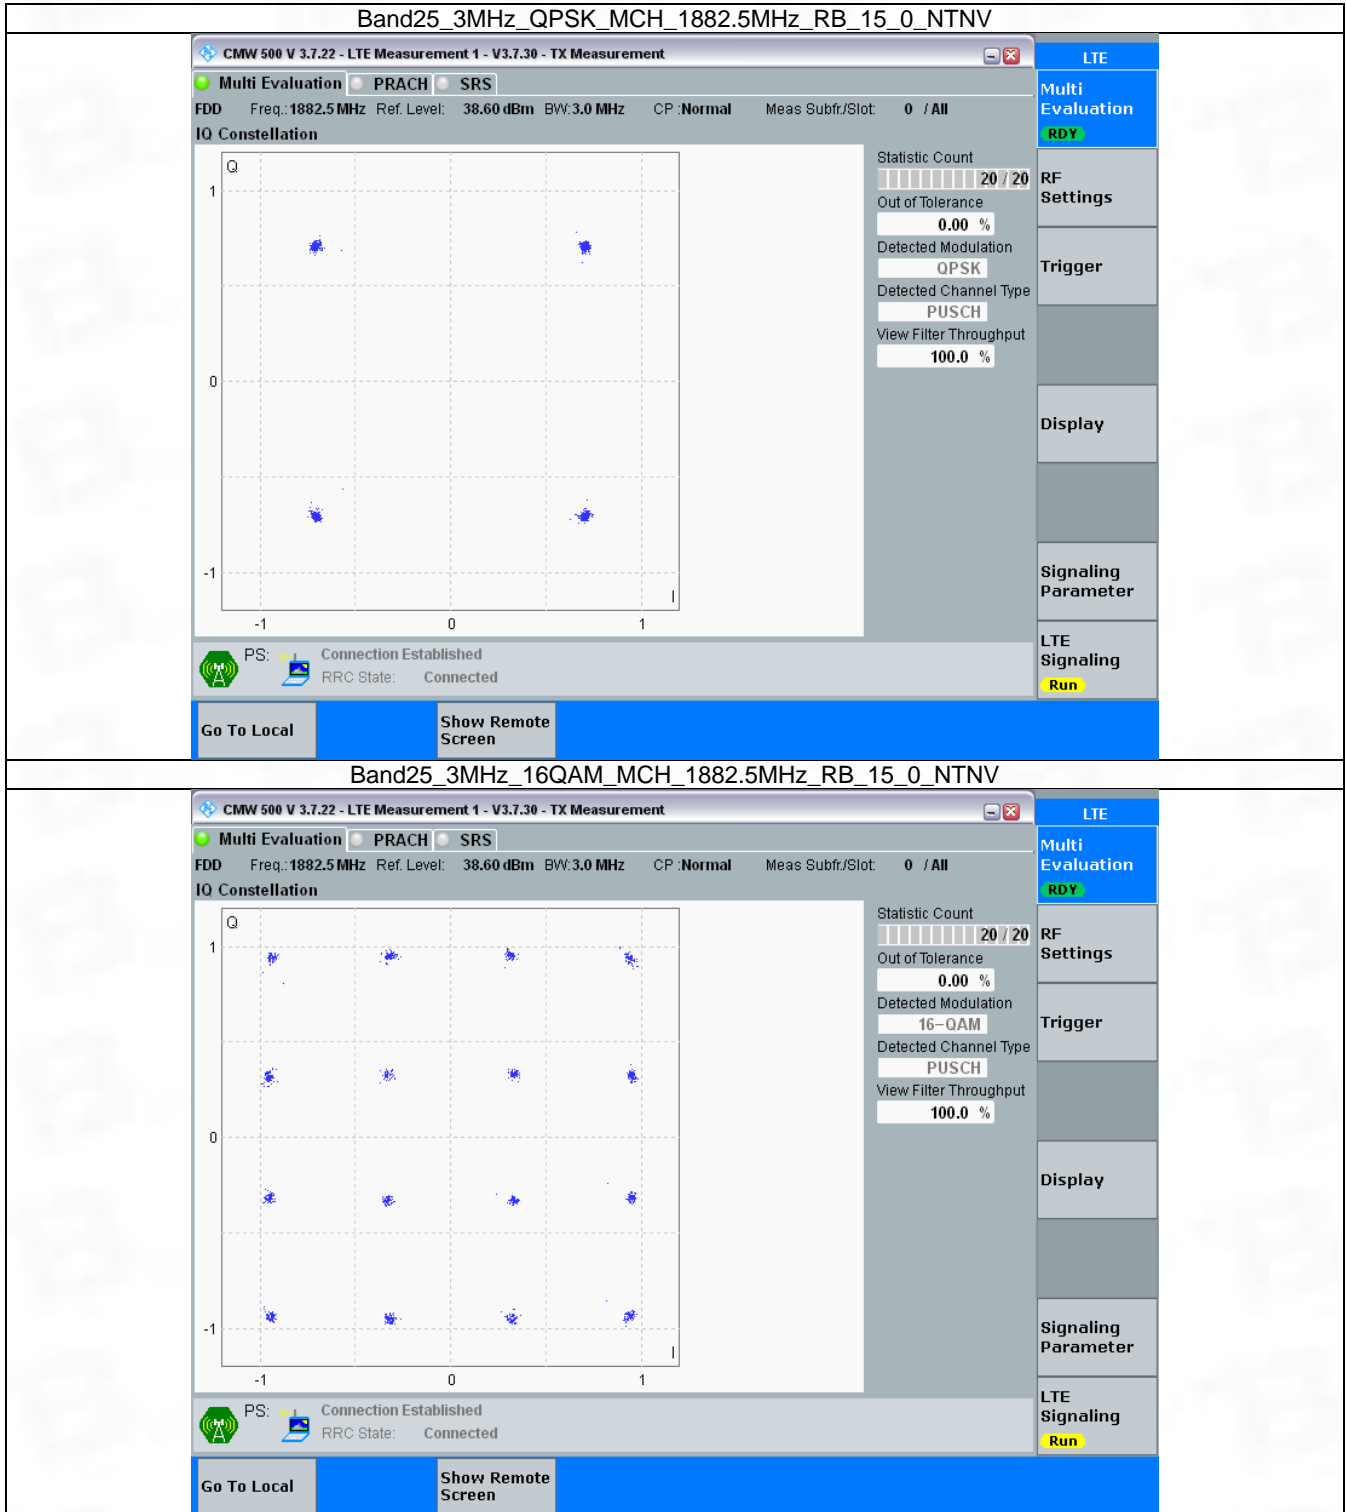 Band25_3MHz_QPSK_MCH_1882.5MHz_RB_15_0_NTNV
CMW 500 V 3.7.22 - LTE Measurement 1 - V3.7.30 - TX Measurement
LTE
Multi Evaluation PRACH SRS
Multi
Evaluation
RDY
FDD Freq.: 1882.5 MHz Ref. Level: 38.60 dBm BW: 3.0 MHz CP : Normal Meas Subfr./Slot: 0 / All
IQ Constellation
Q
1
0
-1
I
-1 0 1
Statistic Count
20 / 20
Out of Tolerance
0.00 %
Detected Modulation
QPSK
Detected Channel Type
PUSCH
View Filter Throughput
100.0 %
RF
Settings
Trigger
Display
Signaling
Parameter
LTE
Signaling
Run
PS: Connection Established
RRC State: Connected
Go To Local
Show Remote
Screen
Band25_3MHz_16QAM_MCH_1882.5MHz_RB_15_0_NTNV
CMW 500 V 3.7.22 - LTE Measurement 1 - V3.7.30 - TX Measurement
LTE
Multi Evaluation PRACH SRS
Multi
Evaluation
RDY
FDD Freq.: 1882.5 MHz Ref. Level: 38.60 dBm BW: 3.0 MHz CP : Normal Meas Subfr./Slot: 0 / All
IQ Constellation
Q
1
0
-1
I
-1 0 1
Statistic Count
20 / 20
Out of Tolerance
0.00 %
Detected Modulation
16-QAM
Detected Channel Type
PUSCH
View Filter Throughput
100.0 %
RF
Settings
Trigger
Display
Signaling
Parameter
LTE
Signaling
Run
PS: Connection Established
RRC State: Connected
Go To Local
Show Remote
Screen